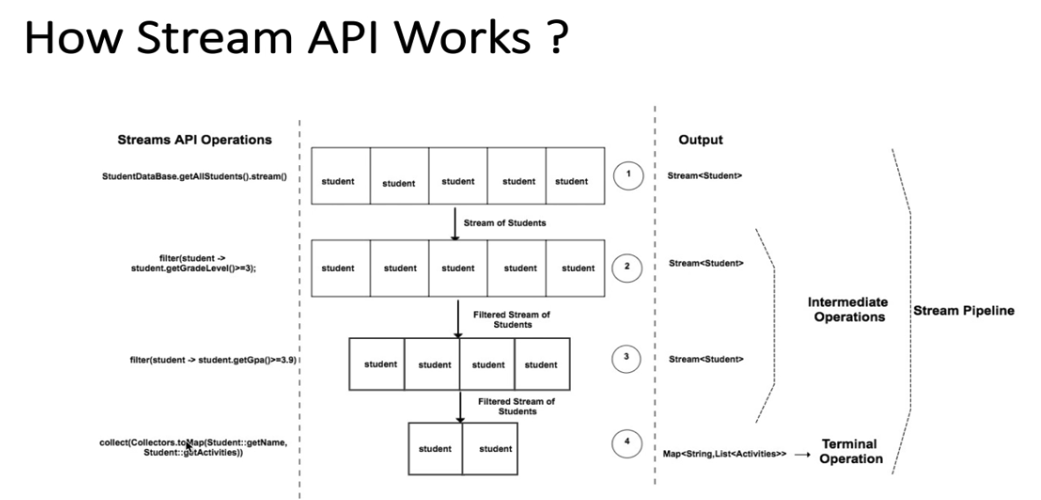 How Stream API Works ?
Streams API Operations
Output
StudentDataBase.getAllStudents().stream()
student
student
student
student
student
1
Stream<Student>
Stream of Students
filter(student ->
student.getGradeLevel()>=3);
student
student
student
student
student
2
Stream<Student>
Intermediate
Operations
Stream Pipeline
Filtered Stream of
Students
filter(student -> student.getGpa()>=3.9)
student
student
student
student
3
Stream<Student>
Filtered Stream of
Students
collect(Collectors.toMap(Student::getName,
Student::getActivities))
student
student
4
Map<String,List<Activities>>
Terminal
Operation